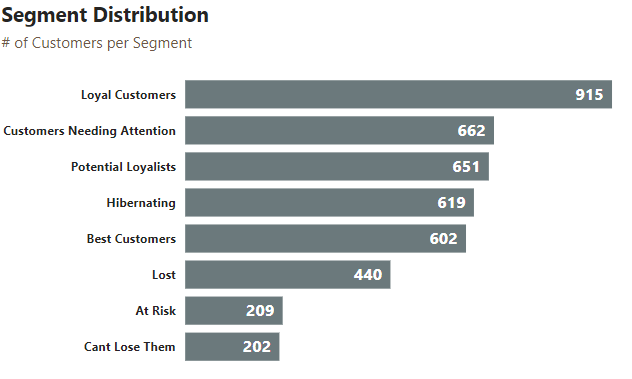 Segment Distribution
# of Customers per Segment
Loyal Customers 915
Customers Needing Attention 662
Potential Loyalists 651
Hibernating 619
Best Customers 602
Lost 440
At Risk 209
Cant Lose Them 202